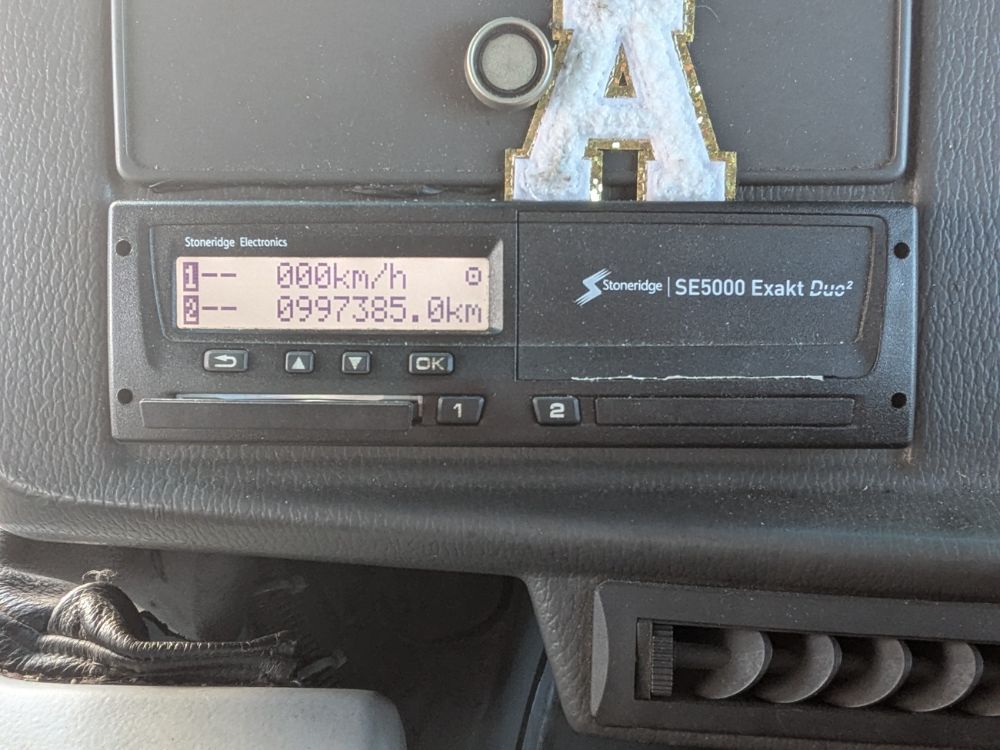 A
Stoneridge Electronics
1-- 000km/h
2-- 0997385.0km
Stoneridge | SE5000 Exakt Duo²
OK
1 2